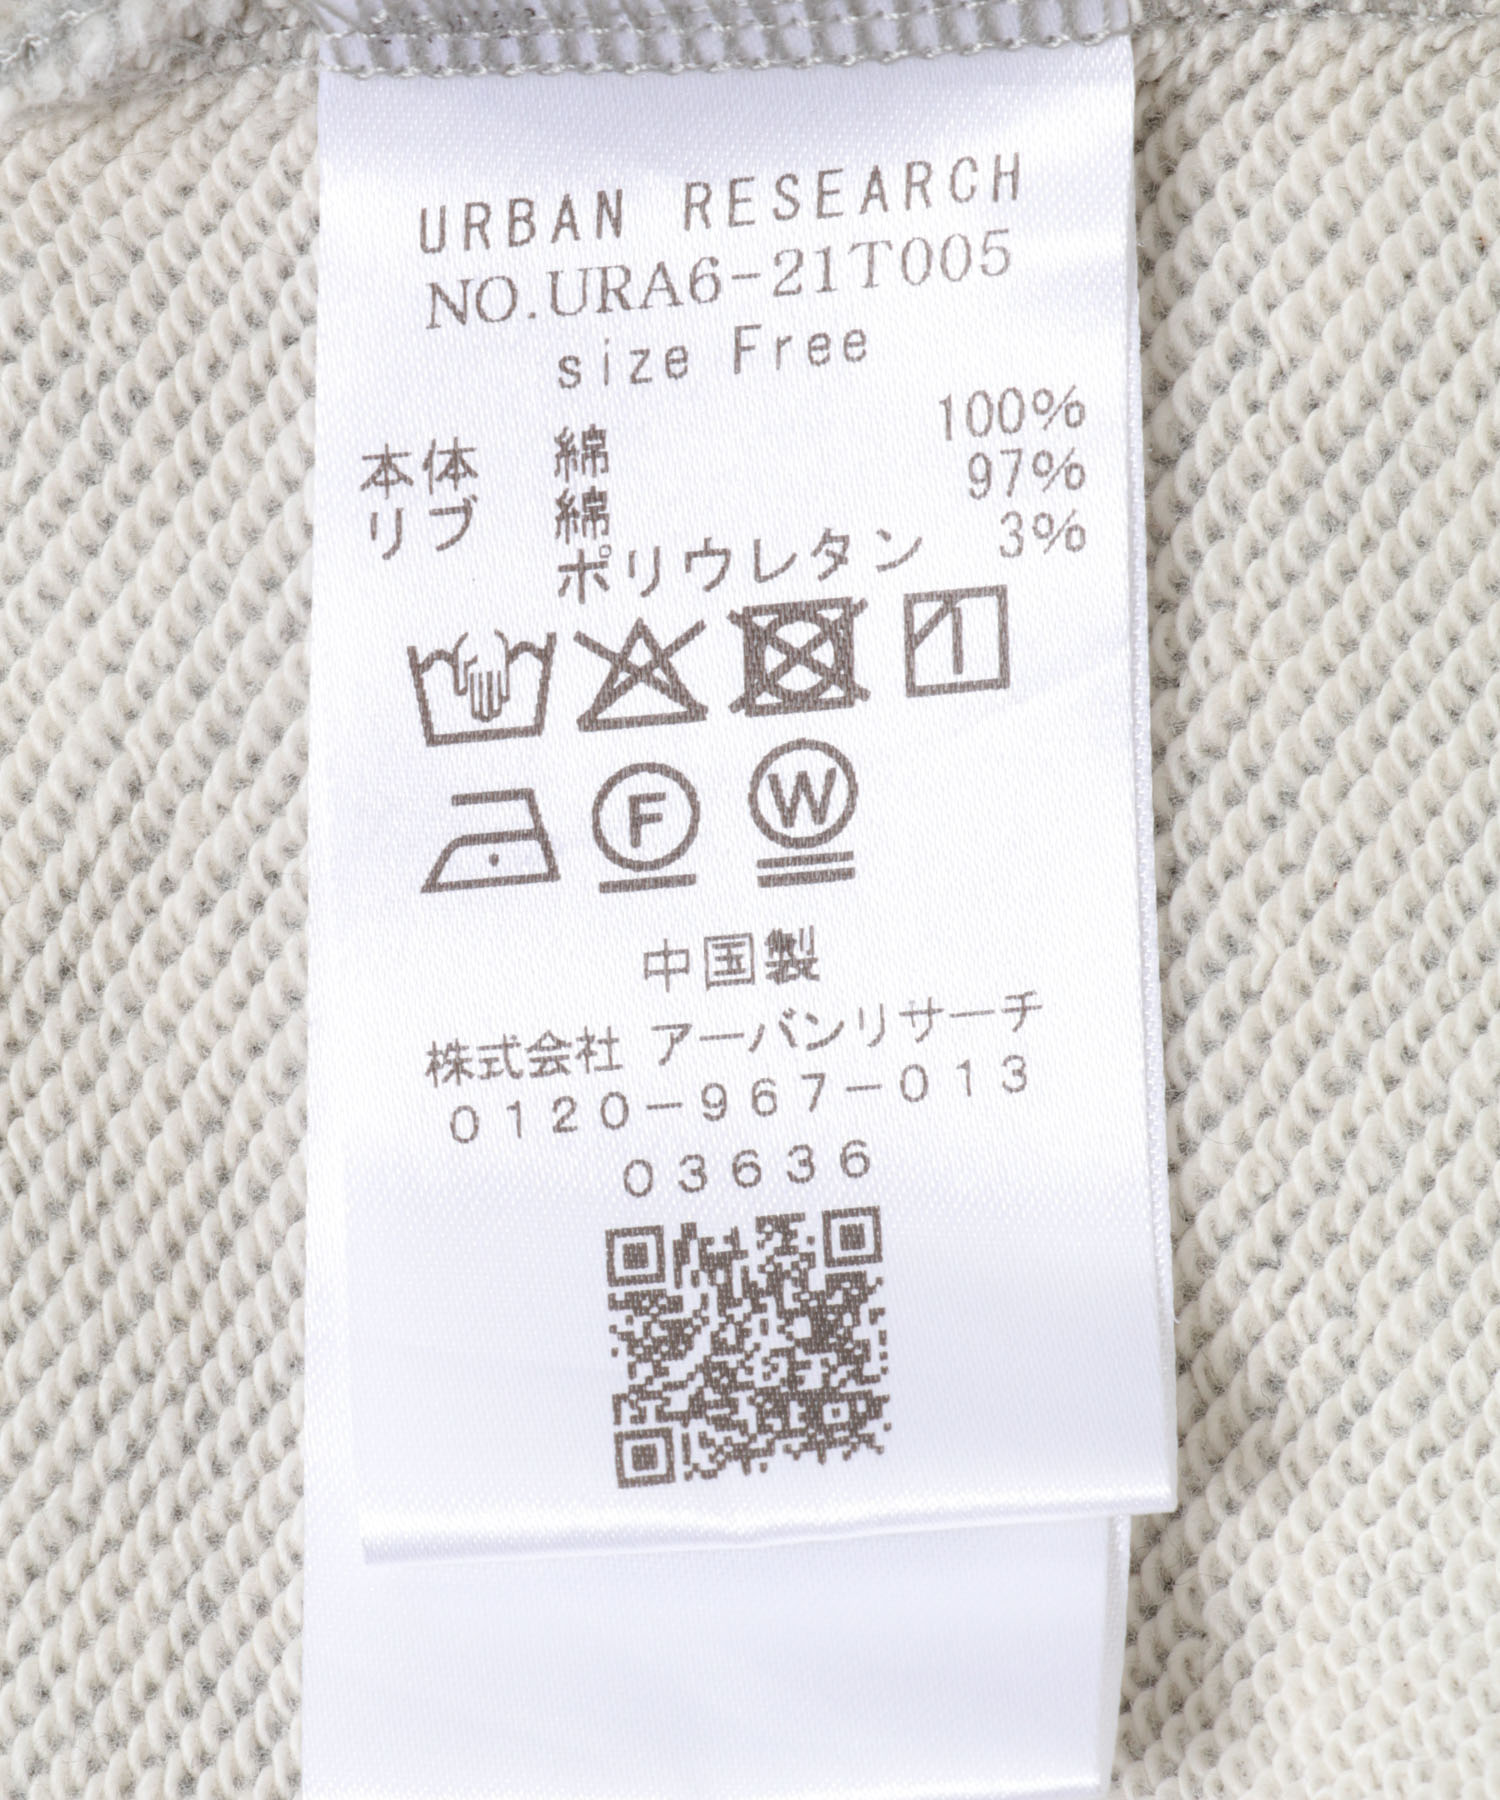 URBAN RESEARCH
NO.URA6-21T005
size Free
本体 綿 100%
リブ 綿 97%
ポリウレタン 3%
F W
中国製
株式会社 アーバンリサーチ
0120-967-013
03636